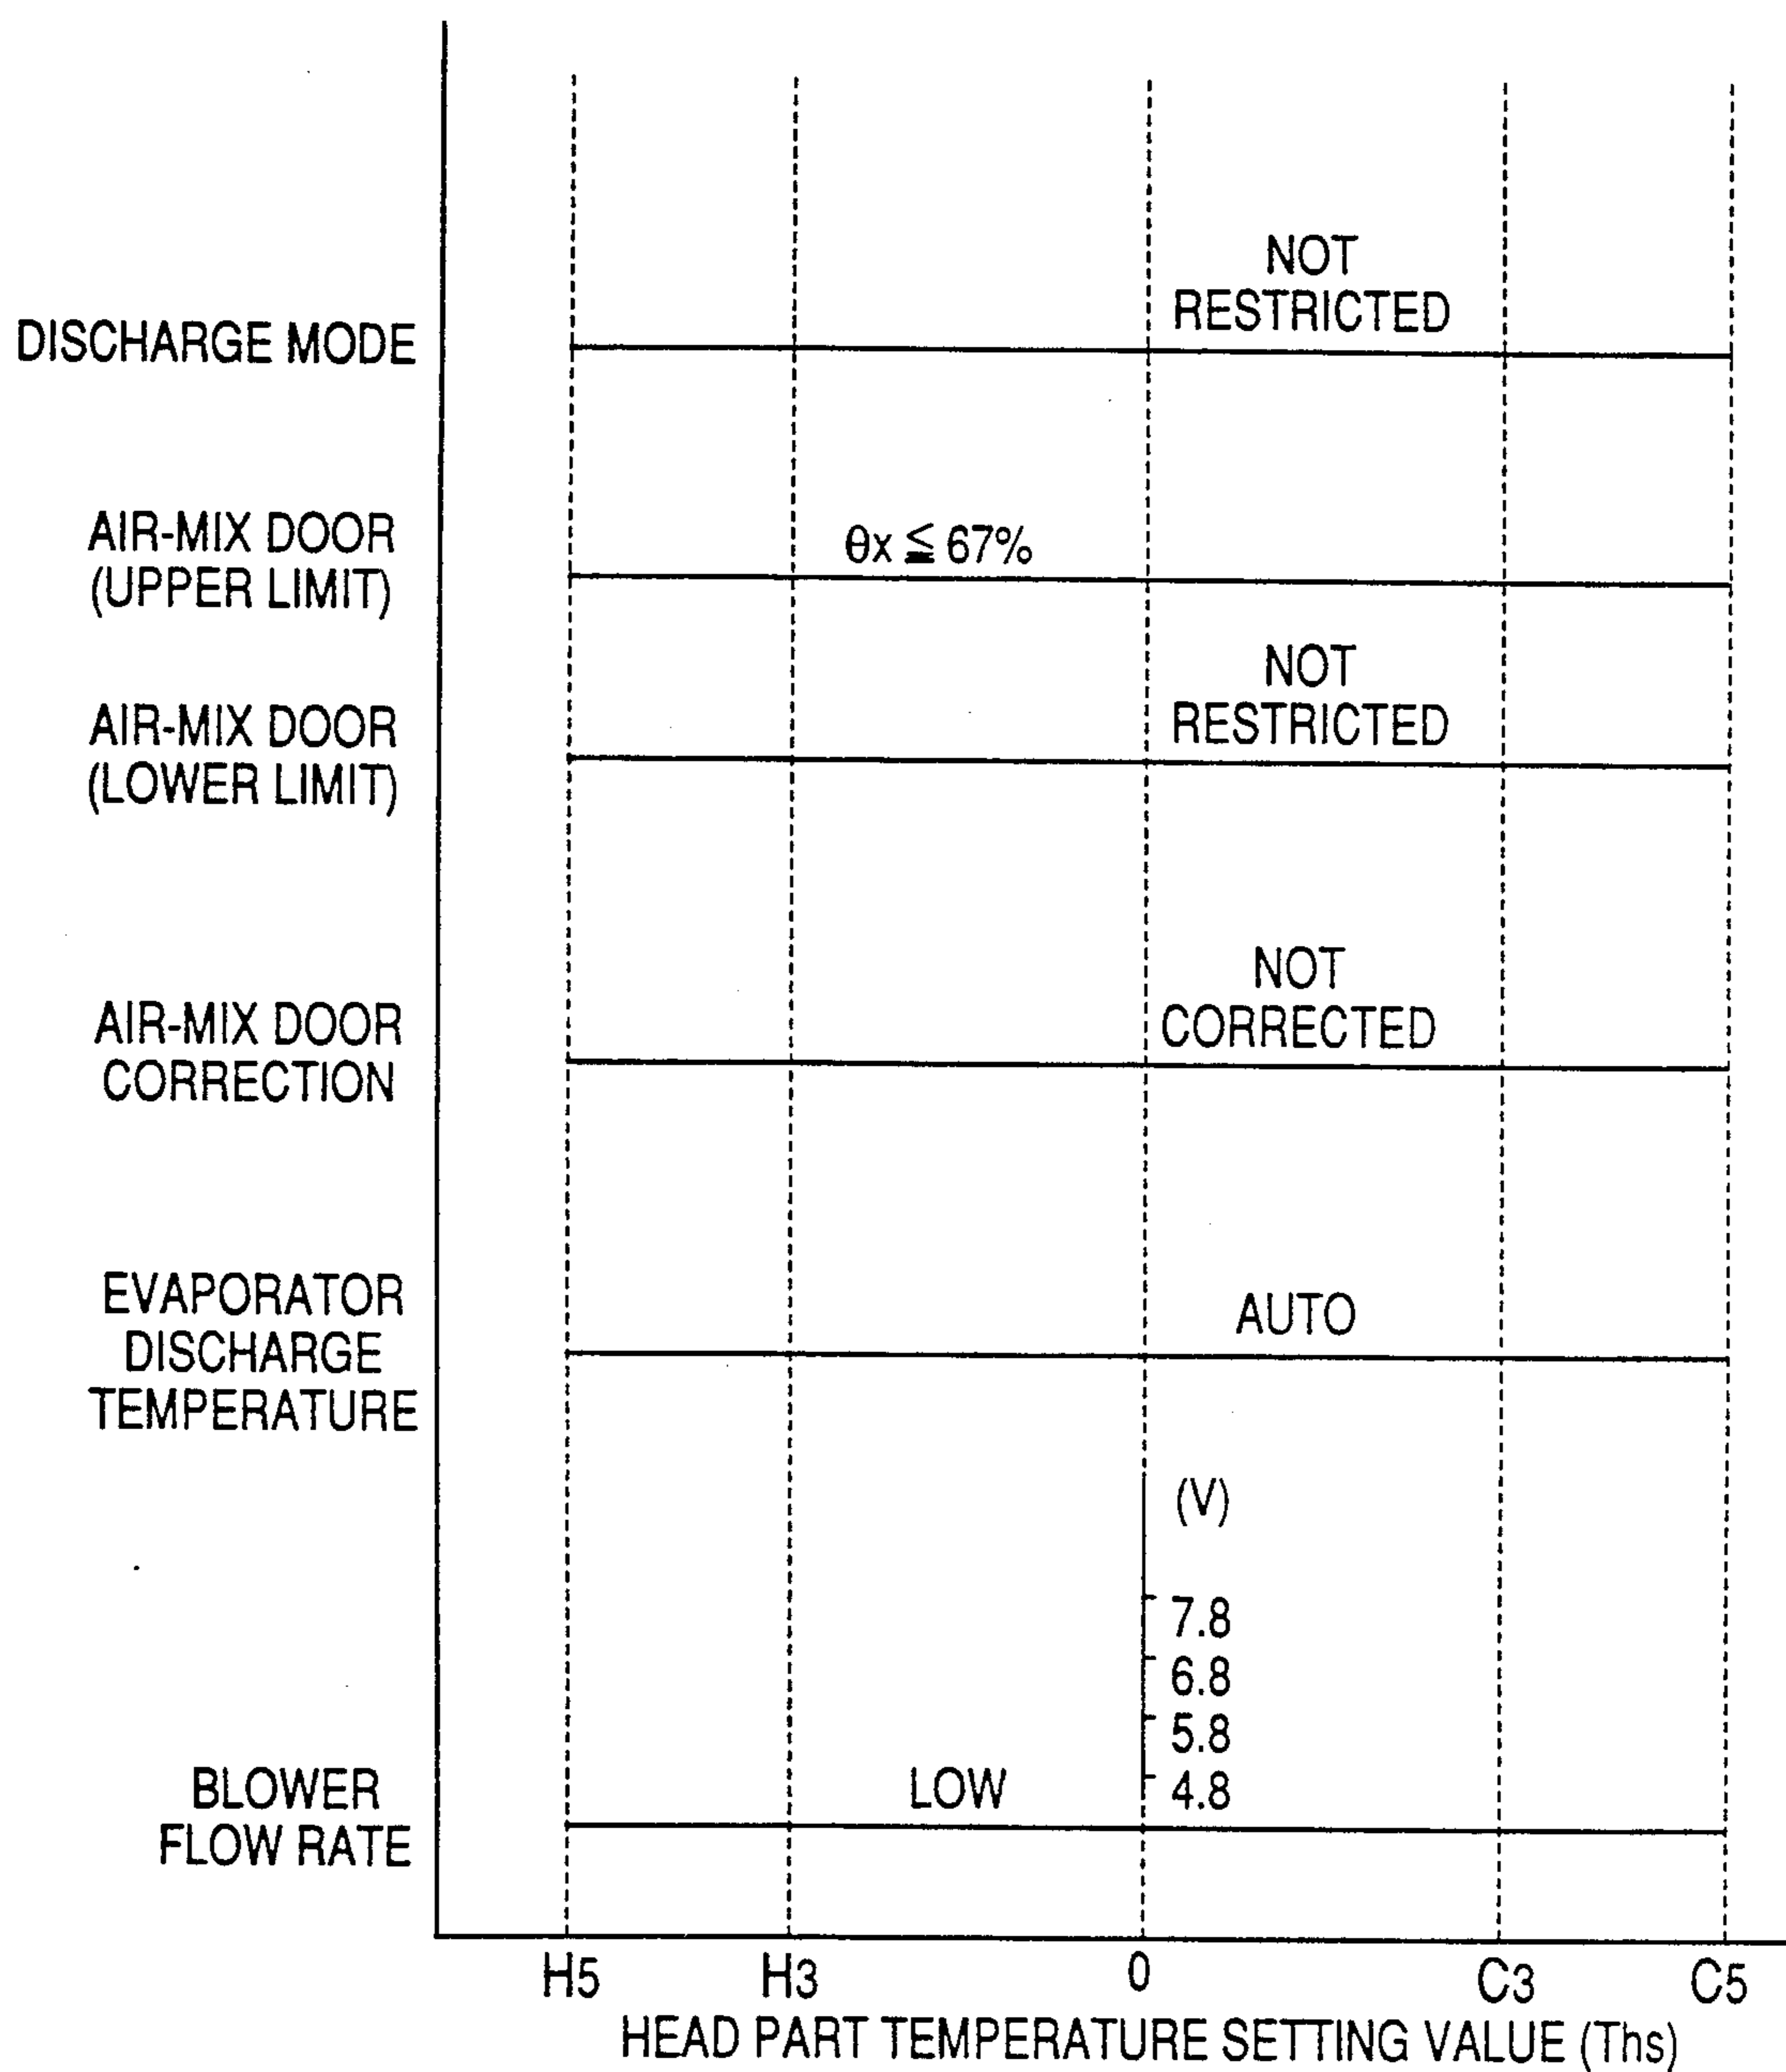 NOT
RESTRICTED
DISCHARGE MODE
AIR-MIX DOOR
(UPPER LIMIT)
θx ≦ 67%
NOT
RESTRICTED
AIR-MIX DOOR
(LOWER LIMIT)
NOT
CORRECTED
AIR-MIX DOOR
CORRECTION
AUTO
EVAPORATOR
DISCHARGE
TEMPERATURE
(V)
7.8
6.8
5.8
4.8
LOW
BLOWER
FLOW RATE
H5 H3 0 C3 C5
HEAD PART TEMPERATURE SETTING VALUE (Ths)